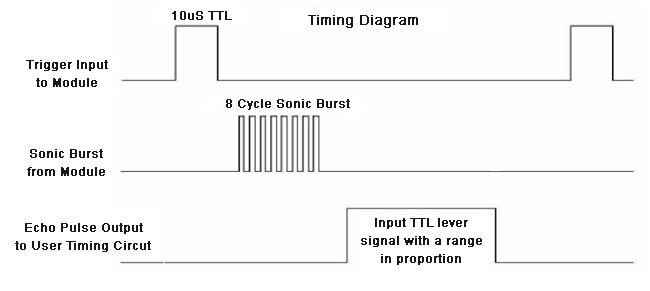 10uS TTL
Timing Diagram
Trigger Input
to Module
8 Cycle Sonic Burst
Sonic Burst
from Module
Echo Pulse Output
to User Timing Circut
Input TTL lever
signal with a range
in proportion